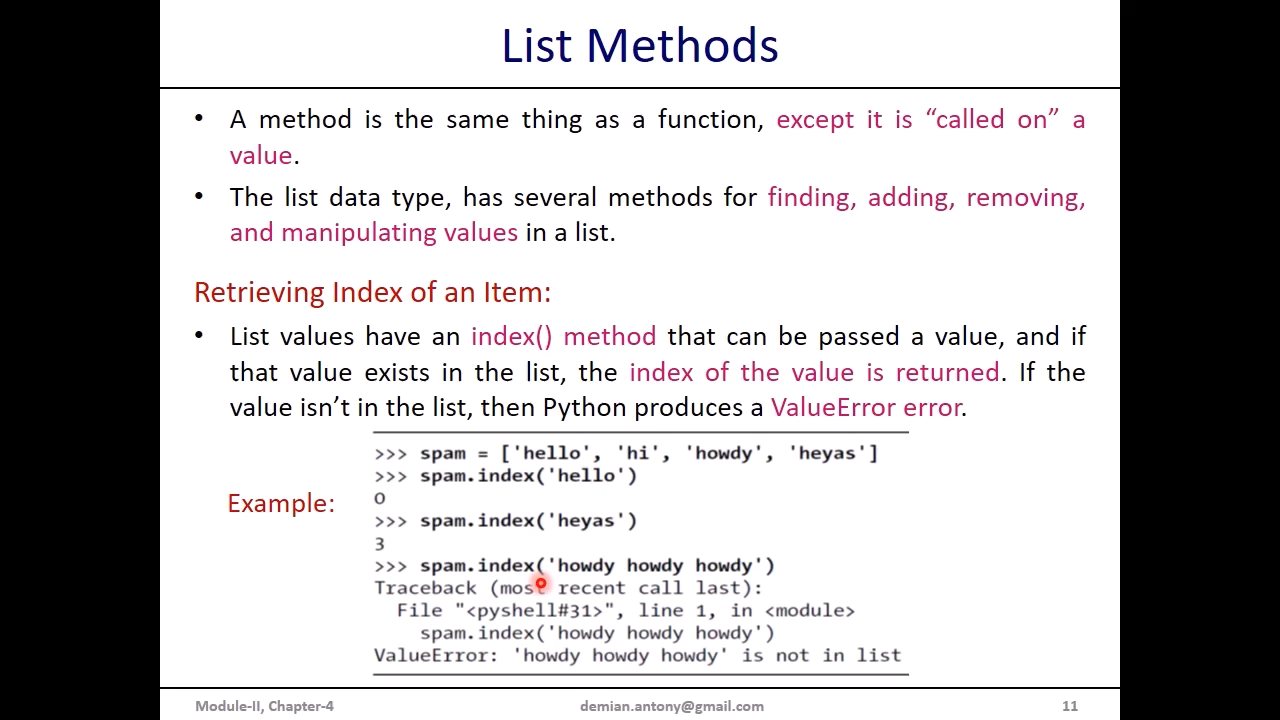 List Methods
• A method is the same thing as a function, except it is “called on” a
value.
• The list data type, has several methods for finding, adding, removing,
and manipulating values in a list.
Retrieving Index of an Item:
• List values have an index() method that can be passed a value, and if
that value exists in the list, the index of the value is returned. If the
value isn’t in the list, then Python produces a ValueError error.
Example:
>>> spam = ['hello', 'hi', 'howdy', 'heyas']
>>> spam.index('hello')
0
>>> spam.index('heyas')
3
>>> spam.index('howdy howdy howdy')
Traceback (most recent call last):
  File "<pyshell#31>", line 1, in <module>
    spam.index('howdy howdy howdy')
ValueError: 'howdy howdy howdy' is not in list
Module-II, Chapter-4 demian.antony@gmail.com 11